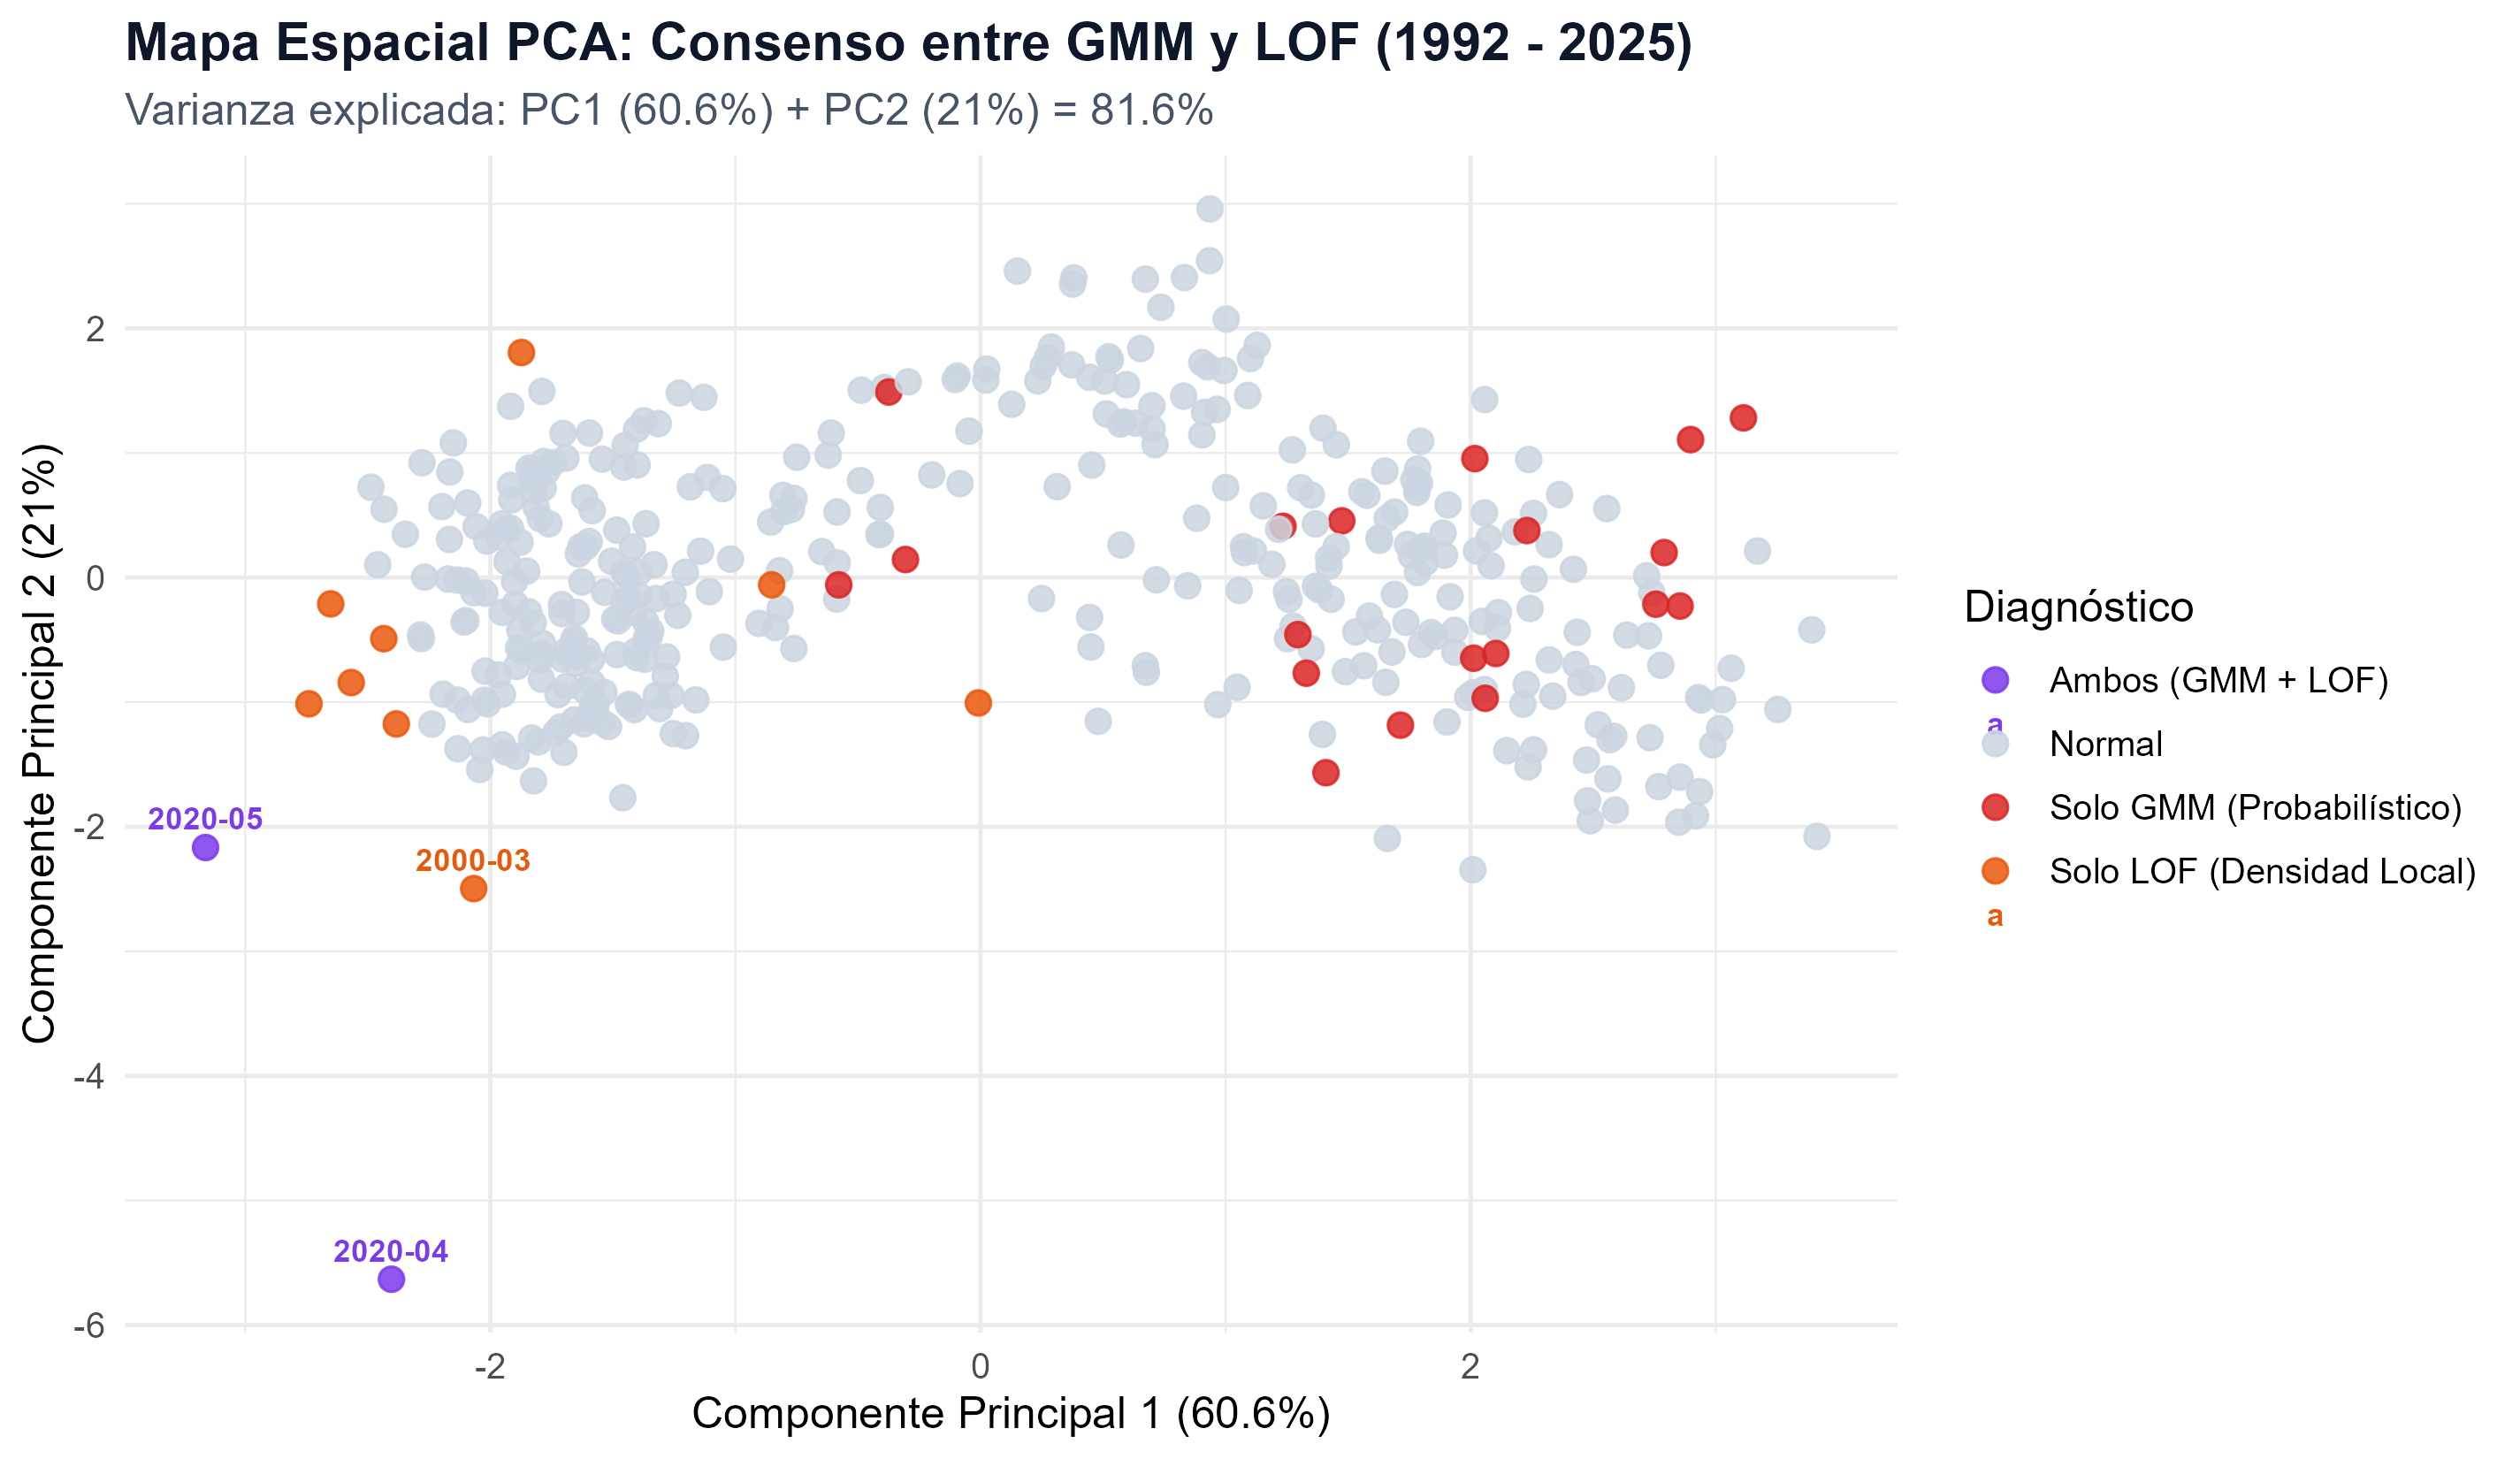 Mapa Espacial PCA: Consenso entre GMM y LOF (1992 - 2025)
Varianza explicada: PC1 (60.6%) + PC2 (21%) = 81.6%
Componente Principal 2 (21%)
2
0
-2
-4
-6
2020-05
2000-03
2020-04
-2
0
2
Componente Principal 1 (60.6%)
Diagnóstico
Ambos (GMM + LOF)
a
Normal
Solo GMM (Probabilístico)
Solo LOF (Densidad Local)
a